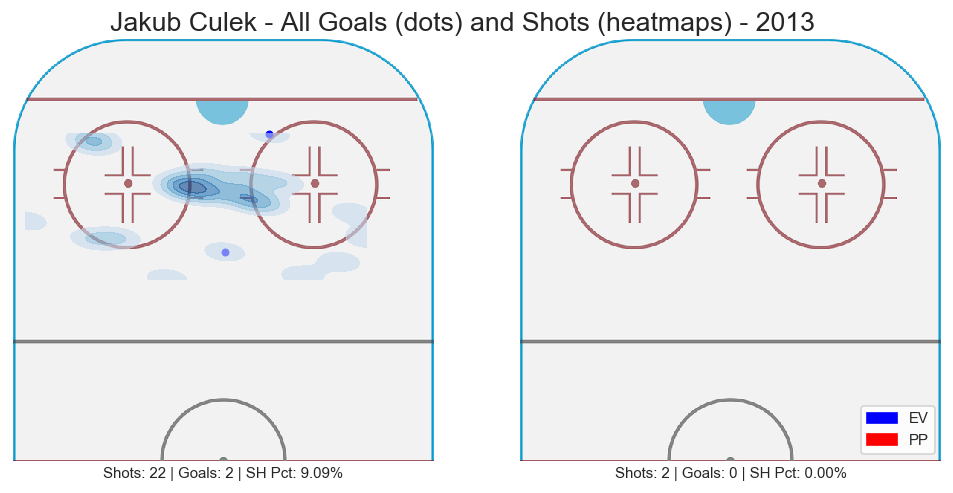 Jakub Culek - All Goals (dots) and Shots (heatmaps) - 2013
EV
PP
Shots: 22 | Goals: 2 | SH Pct: 9.09%
Shots: 2 | Goals: 0 | SH Pct: 0.00%